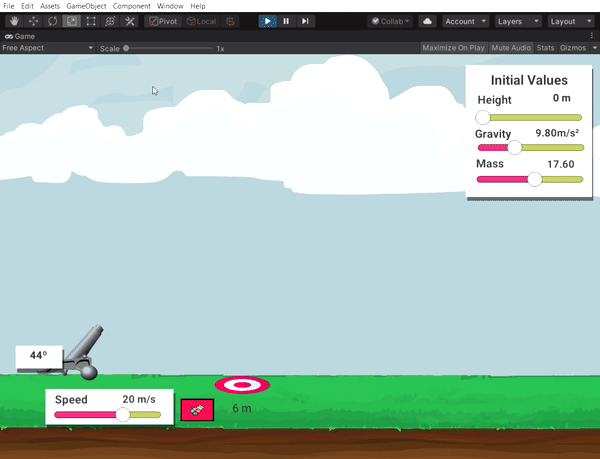 File Edit Assets GameObject Component Window Help
Pivot Local Collab Account Layers Layout
Game
Free Aspect Scale 1x Maximize On Play Mute Audio Stats Gizmos
Initial Values
Height 0 m
Gravity 9.80m/s²
Mass 17.60
44º
Speed 20 m/s
6 m